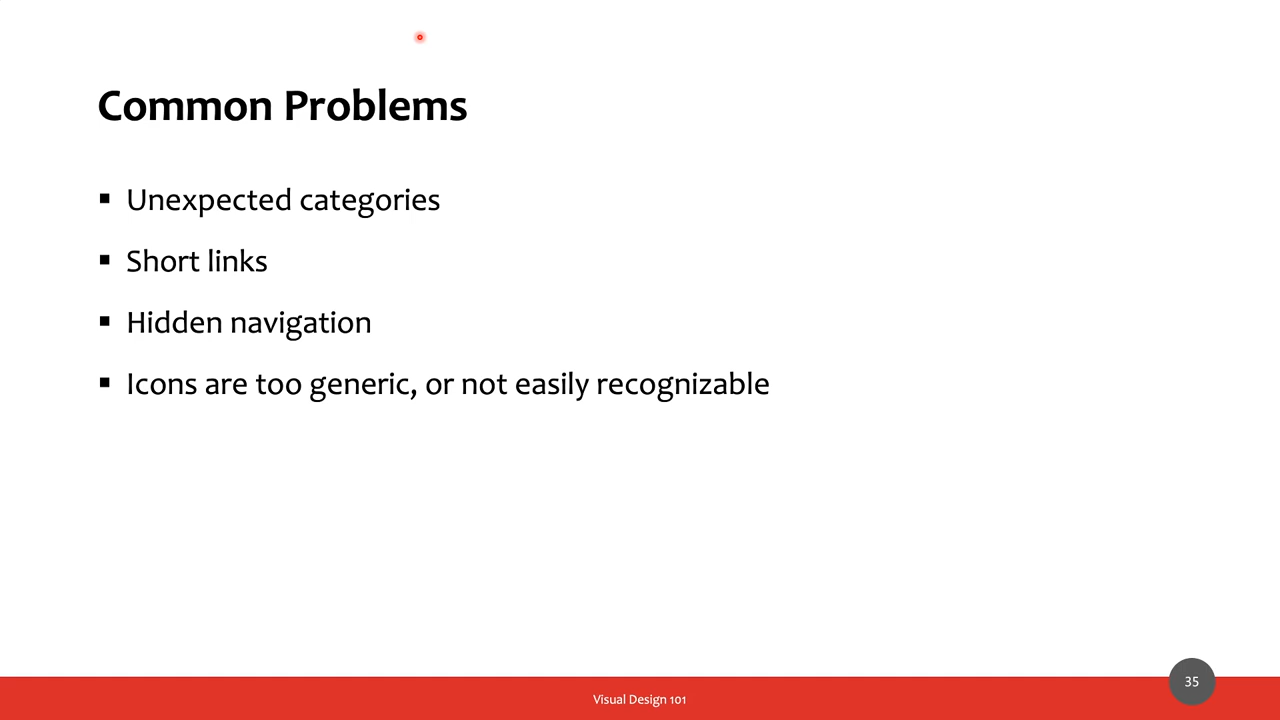 Common Problems
▪ Unexpected categories
▪ Short links
▪ Hidden navigation
▪ Icons are too generic, or not easily recognizable
35
Visual Design 101